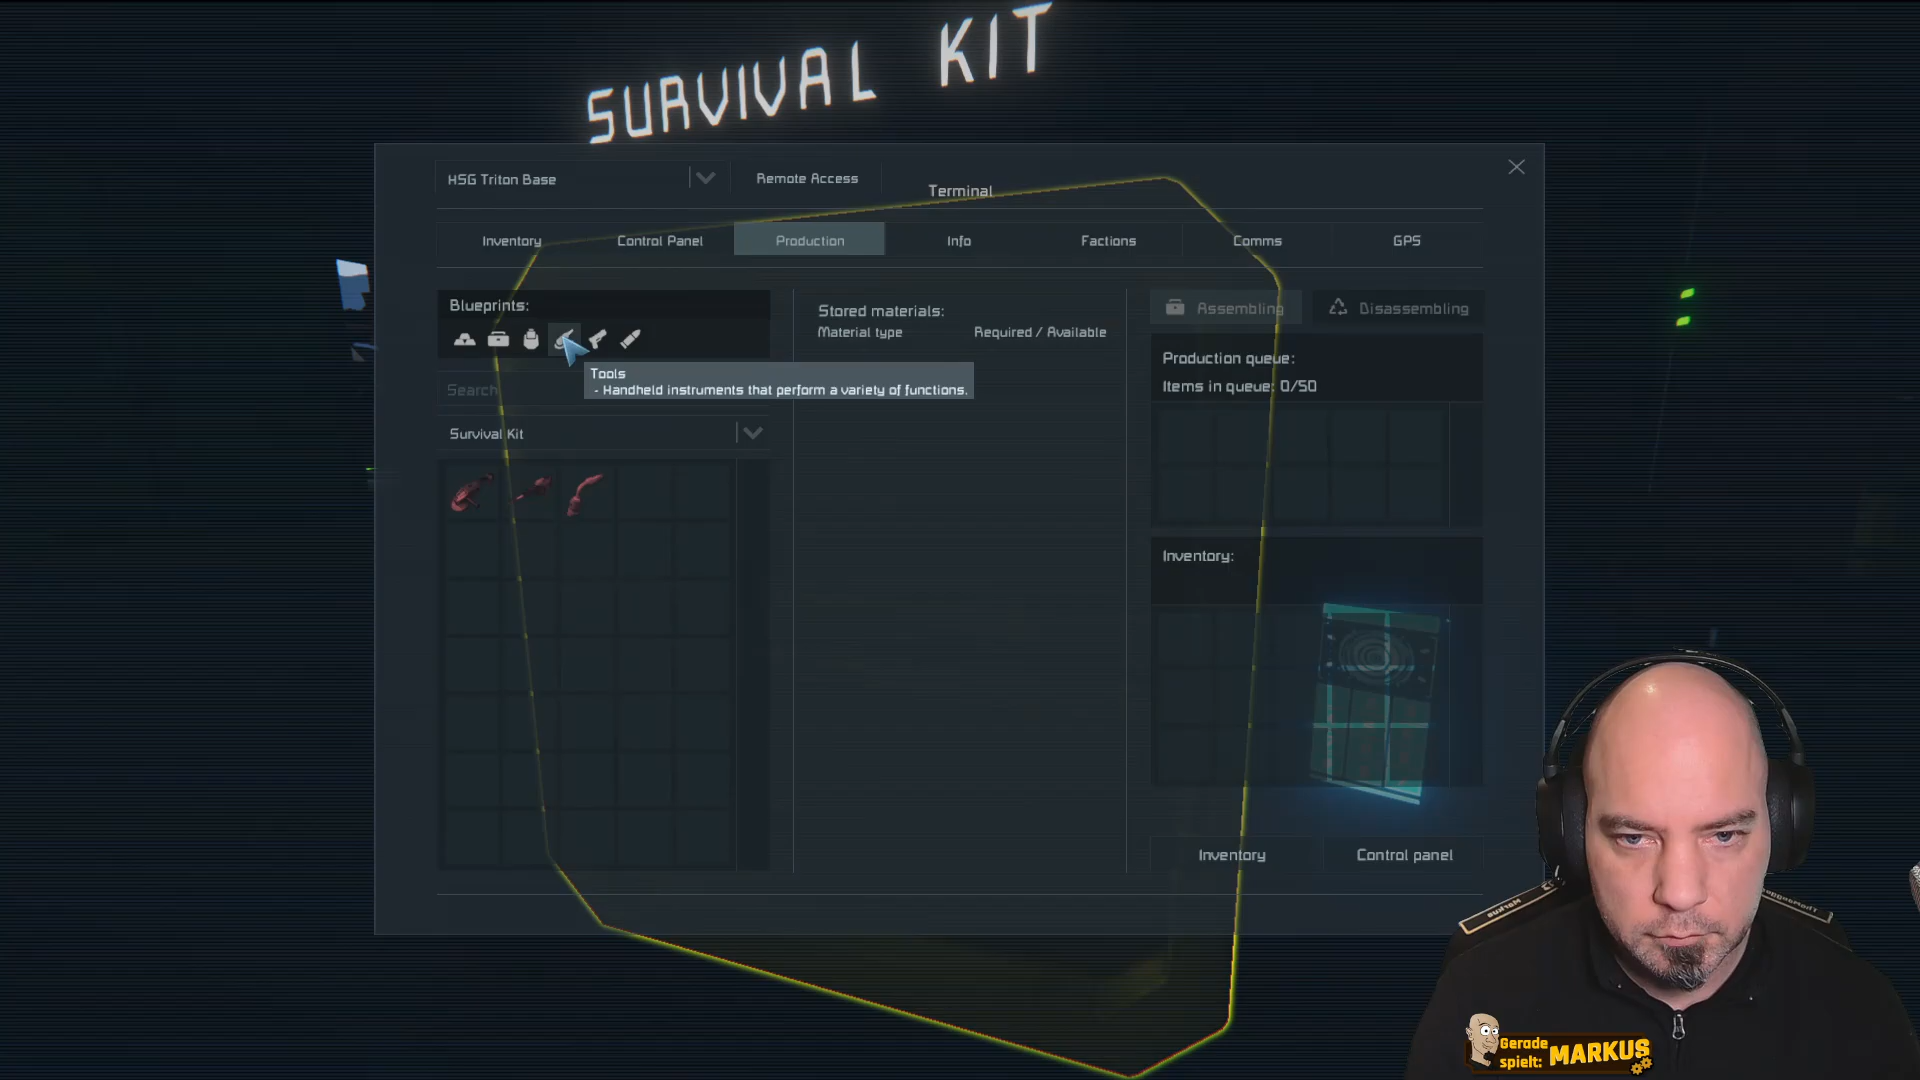 SURVIVAL KIT
HSG Triton Base
Remote Access
Terminal
Inventory
Control Panel
Production
Info
Factions
Comms
GPS
Blueprints:
Tools
- Handheld instruments that perform a variety of functions.
Search
Survival Kit
Stored materials:
Material type
Required / Available
Assembling
Disassembling
Production queue:
Items in queue: 0/50
Inventory:
Inventory
Control panel
Markus
Gerade
spielt: MARKUS